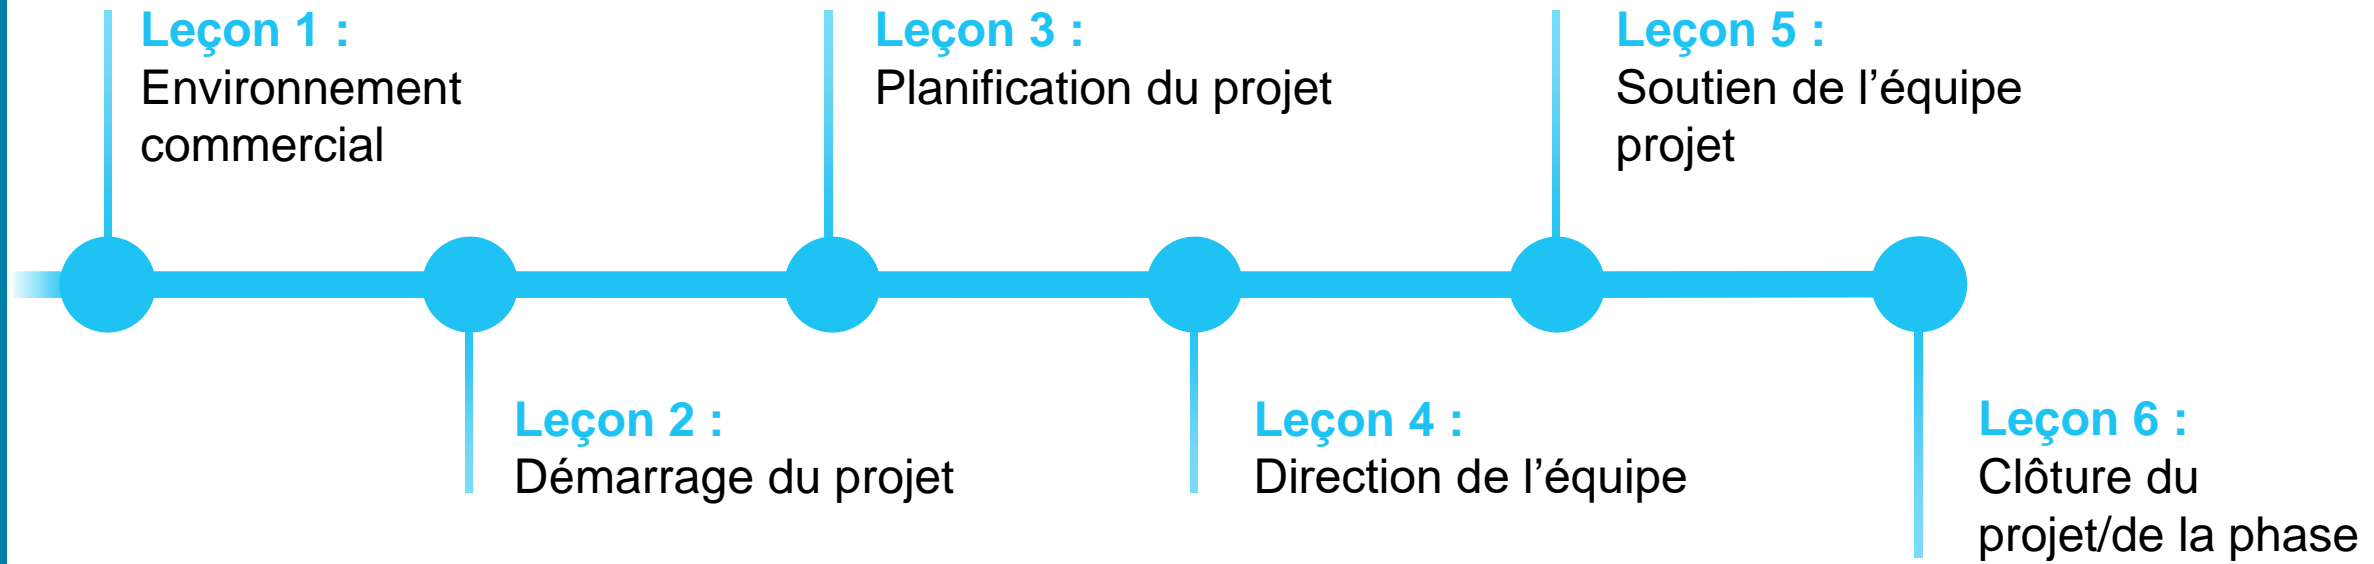 Leçon 1 :
Environnement
commercial
Leçon 2 :
Démarrage du projet
Leçon 3 :
Planification du projet
Leçon 4 :
Direction de l’équipe
Leçon 5 :
Soutien de l’équipe
projet
Leçon 6 :
Clôture du
projet/de la phase